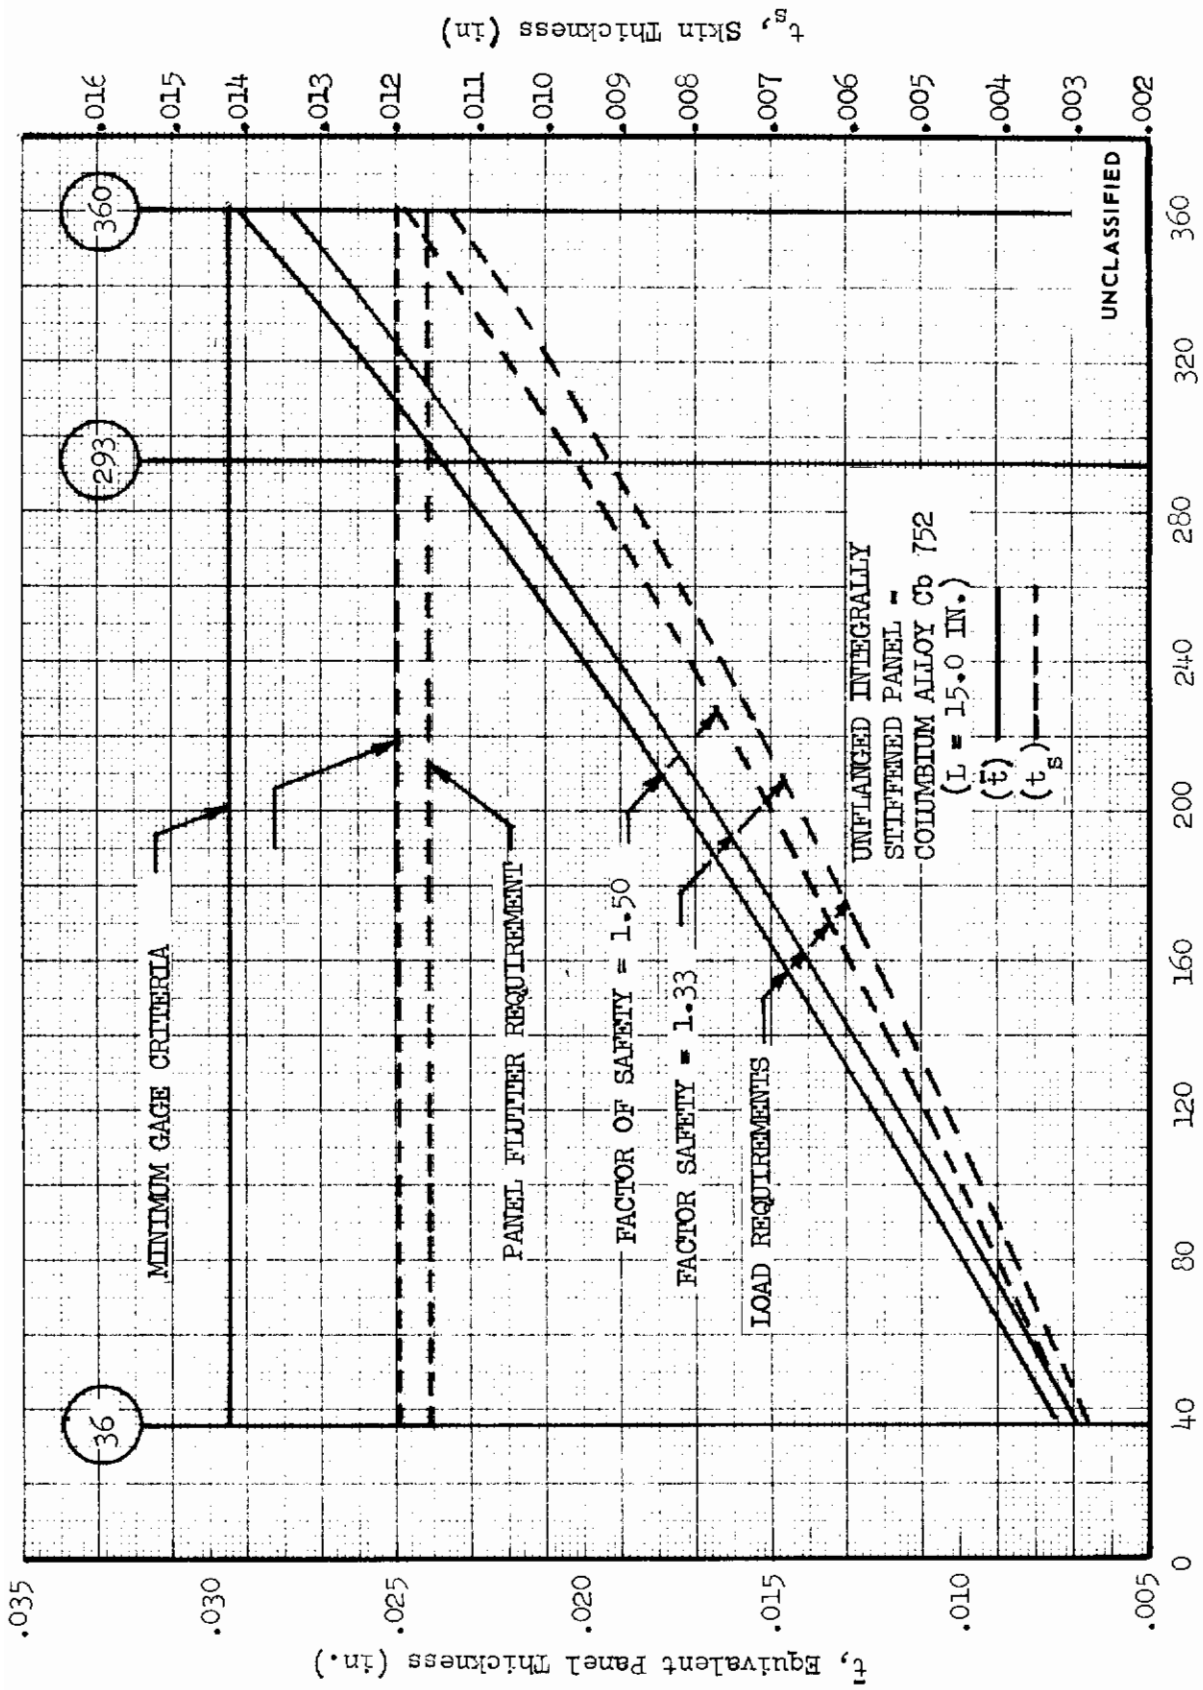 36
293
360
MINIMUM GAGE CRITERIA
PANEL FLUTTER REQUIREMENT
FACTOR OF SAFETY = 1.50
FACTOR SAFETY = 1.33
LOAD REQUIREMENTS
UNFLANGED INTEGRALLY
STIFFENED PANEL -
COLUMBIUM ALLOY Cb 752
(L = 15.0 IN.)
(t̄)
(tₛ)
UNCLASSIFIED
t̄, Equivalent Panel Thickness (in.)
.035
.030
.025
.020
.015
.010
.005
tₛ, Skin Thickness (in)
.016
.015
.014
.013
.012
.011
.010
.009
.008
.007
.006
.005
.004
.003
.002
0
40
80
120
160
200
240
280
320
360